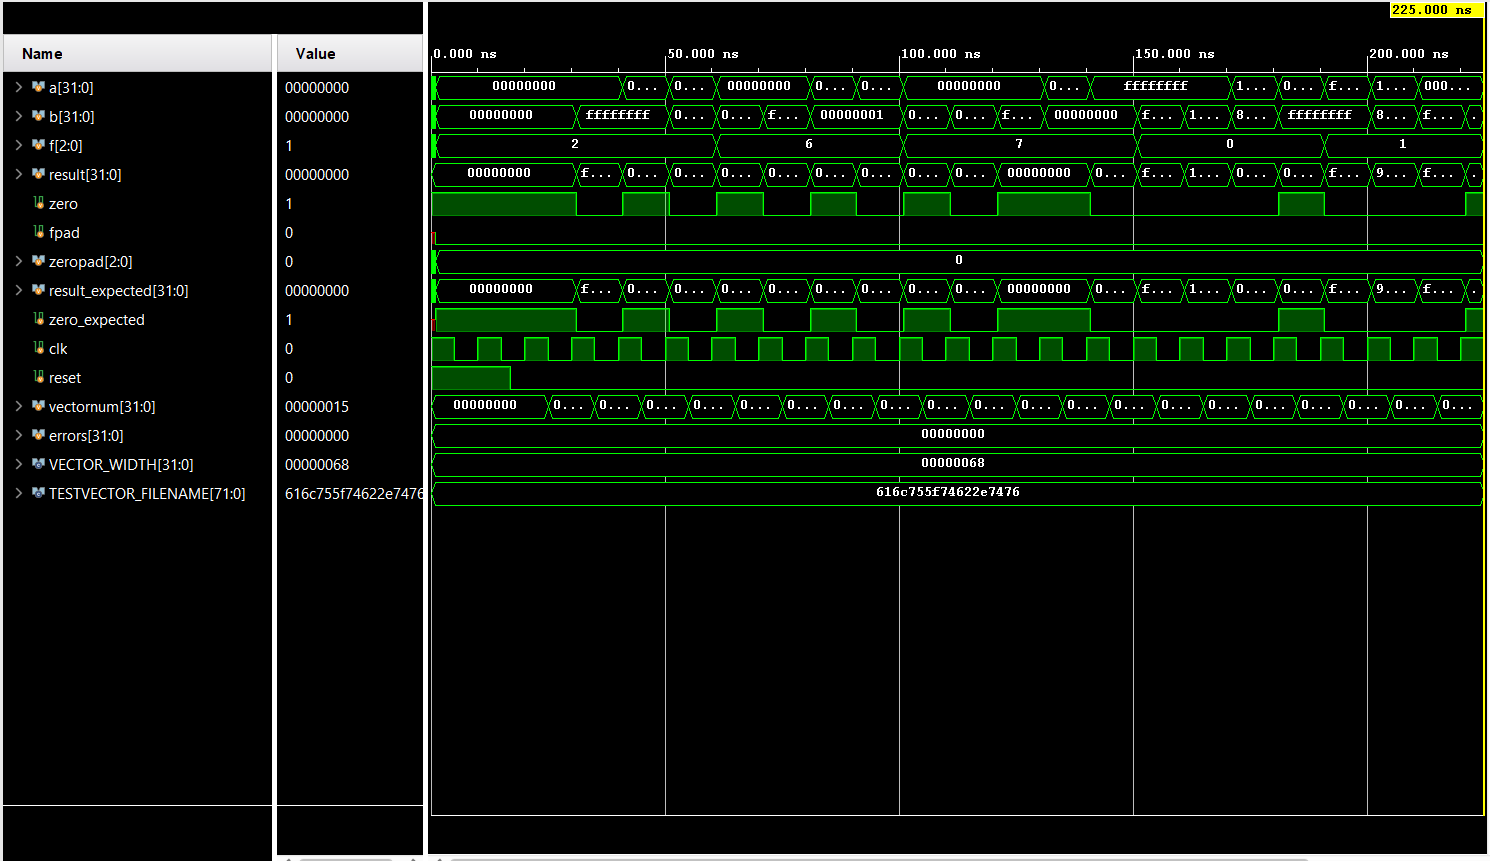 225.000 ns
Name Value 0.000 ns 50.000 ns 100.000 ns 150.000 ns 200.000 ns
a[31:0] 00000000 00000000 0... 0... 00000000 0... 0... 00000000 0... ffffffff 1... 0... f... 1... 000...
b[31:0] 00000000 00000000 ffffffff 0... 0... f... 00000001 0... 0... f... 00000000 f... 1... 8... ffffffff 8... f... .
f[2:0] 1 2 6 7 0 1
result[31:0] 00000000 00000000 f... 0... 0... 0... 0... 0... 0... 0... 0... 00000000 0... f... 1... 0... 0... f... 9... f... .
zero 1
fpad 0
zeropad[2:0] 0 0
result_expected[31:0] 00000000 00000000 f... 0... 0... 0... 0... 0... 0... 0... 0... 00000000 0... f... 1... 0... 0... f... 9... f... .
zero_expected 1
clk 0
reset 0
vectornum[31:0] 00000015 00000000 0... 0... 0... 0... 0... 0... 0... 0... 0... 0... 0... 0... 0... 0... 0... 0... 0... 0... 0... 0...
errors[31:0] 00000000 00000000
VECTOR_WIDTH[31:0] 00000068 00000068
TESTVECTOR_FILENAME[71:0] 616c755f74622e7476 616c755f74622e7476